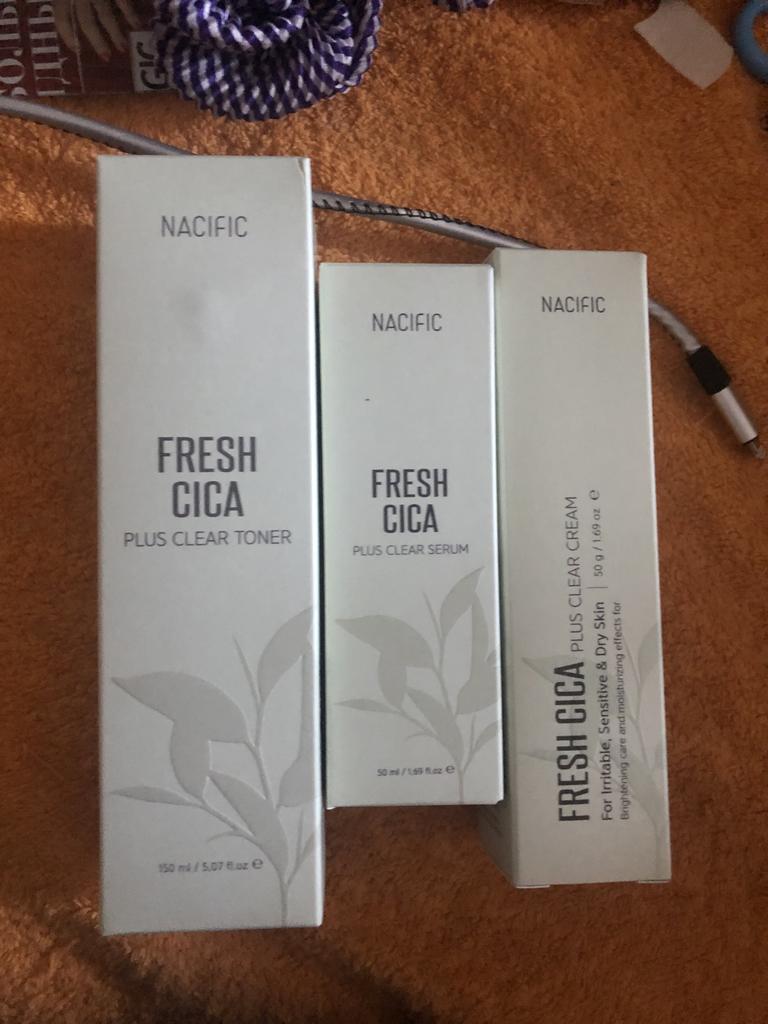 NACIFIC
FRESH
CICA
PLUS CLEAR TONER
150 ml / 5,07 fl.oz ℮
NACIFIC
FRESH
CICA
PLUS CLEAR SERUM
50 ml / 1,69 fl.oz ℮
NACIFIC
FRESH CICA PLUS CLEAR CREAM
For Irritable, Sensitive & Dry Skin | 50 g / 1.69 oz ℮
Brightening care and moisturizing effects for